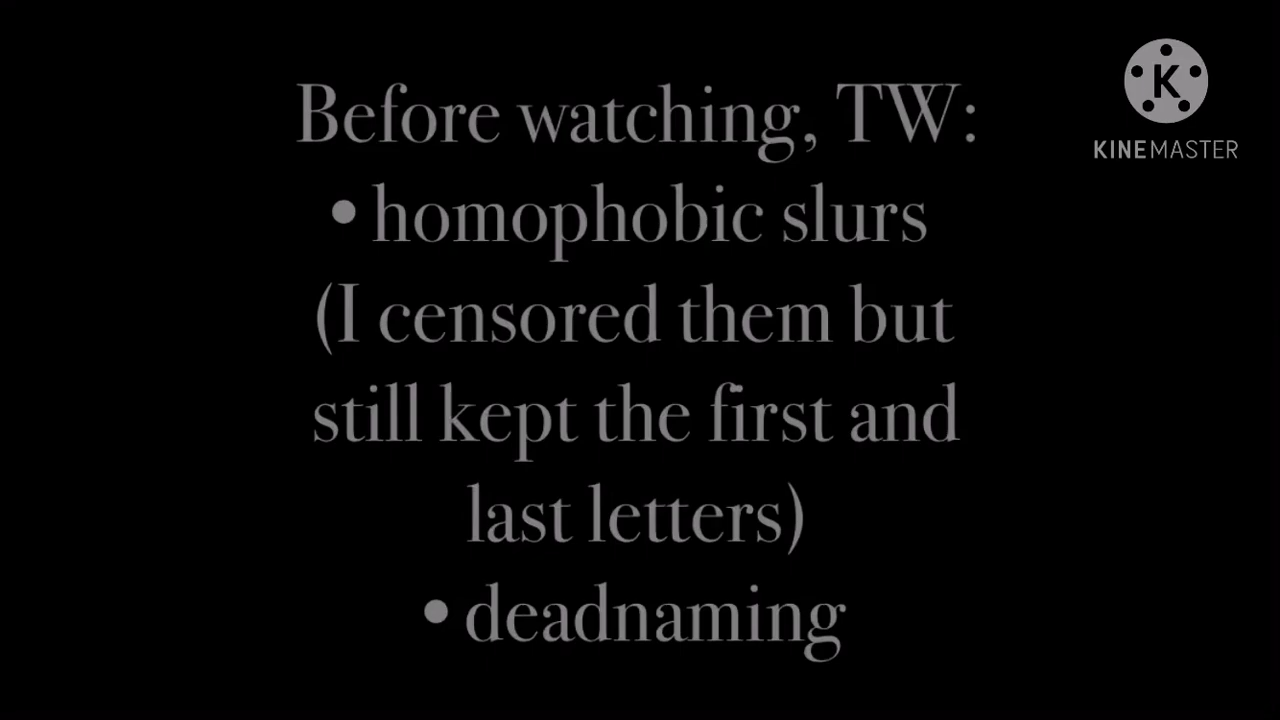 Before watching, TW:
• homophobic slurs
(I censored them but
still kept the first and
last letters)
• deadnaming
K
KINEMASTER